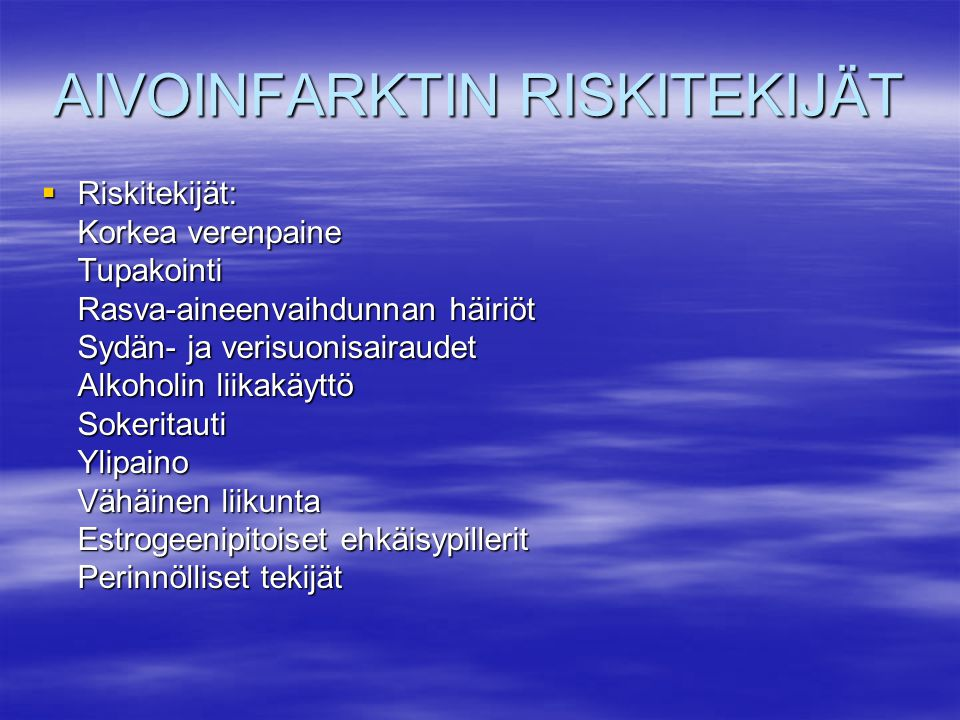 AIVOINFARKTIN RISKITEKIJÄT
▪ Riskitekijät:
Korkea verenpaine
Tupakointi
Rasva-aineenvaihdunnan häiriöt
Sydän- ja verisuonisairaudet
Alkoholin liikakäyttö
Sokeritauti
Ylipaino
Vähäinen liikunta
Estrogeenipitoiset ehkäisypillerit
Perinnölliset tekijät